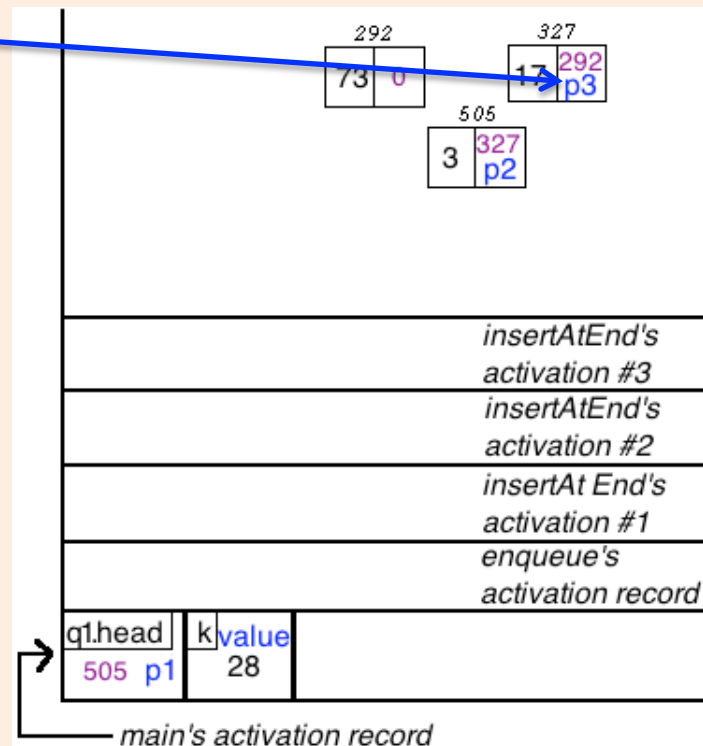 292
327
73 0
17 292
p3
505
3 327
p2
insertAtEnd's
activation #3
insertAtEnd's
activation #2
insertAt End's
activation #1
enqueue's
activation record
q1.head k value
505 p1 28
main's activation record